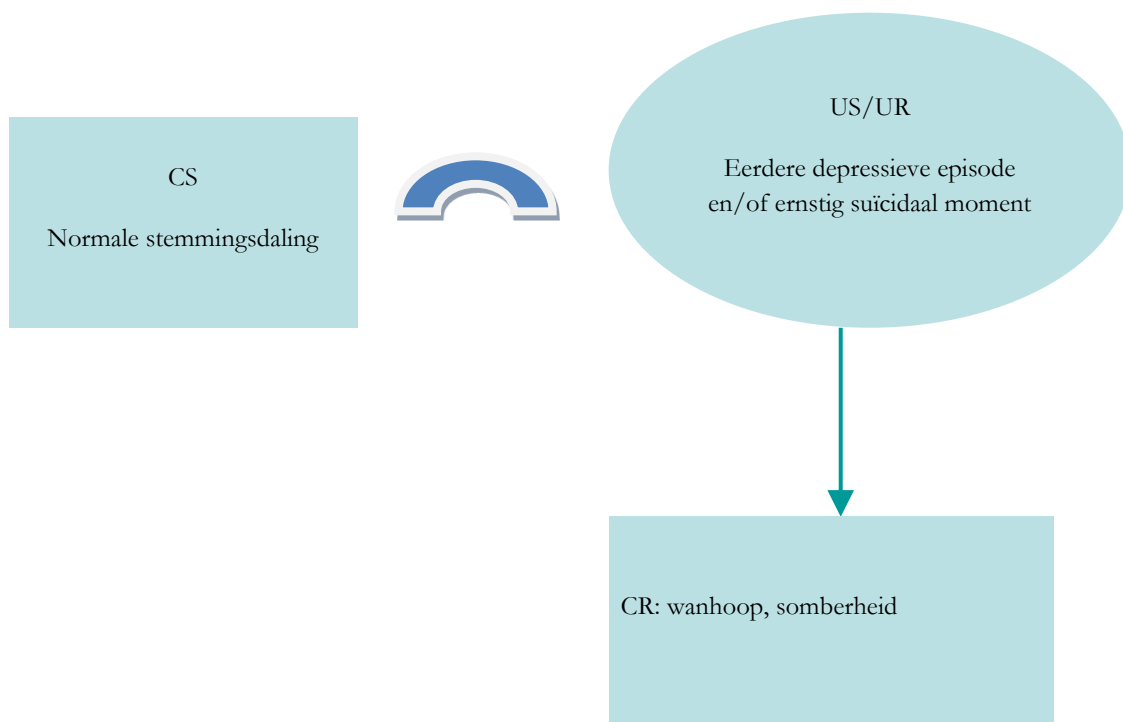 CS
Normale stemmingsdaling
US/UR
Eerdere depressieve episode
en/of ernstig suïcidaal moment
CR: wanhoop, somberheid